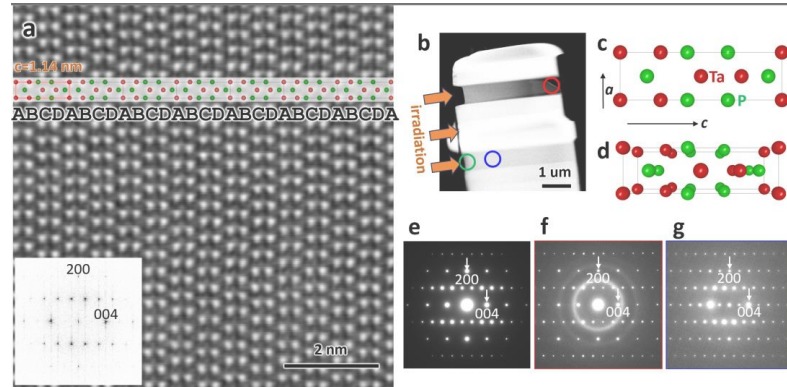 a
c=1.14 nm
ABCDABCDABCDABCDABCDABCDABCDA
200
004
2 nm
b
irradiation
1 um
c
Ta
P
a
c
d
e
200
004
f
200
004
g
200
004